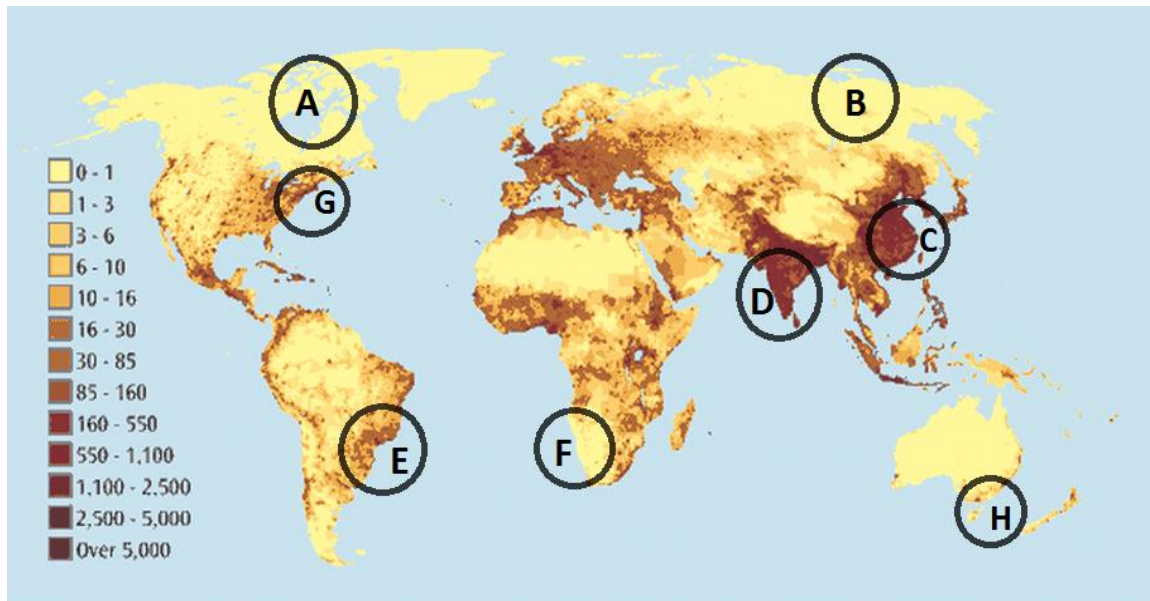 A
B
G
0 - 1
1 - 3
3 - 6
6 - 10
10 - 16
16 - 30
30 - 85
85 - 160
160 - 550
550 - 1,100
1,100 - 2,500
2,500 - 5,000
Over 5,000
C
D
E
F
H